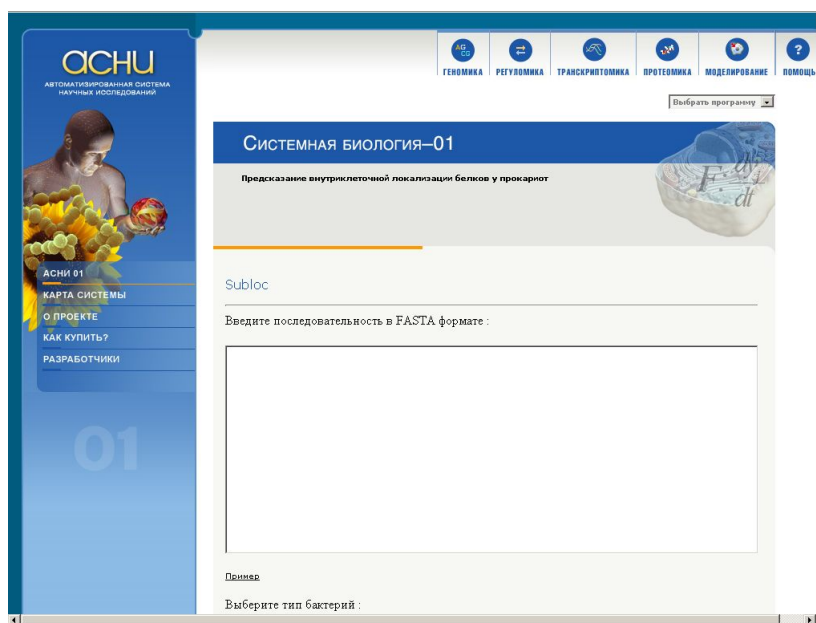 асни
АВТОМАТИЗИРОВАННАЯ СИСТЕМА
НАУЧНЫХ ИССЛЕДОВАНИЙ
AG
CG
ГЕНОМИКА
РЕГУЛОМИКА
ТРАНСКРИПТОМИКА
ПРОТЕОМИКА
МОДЕЛИРОВАНИЕ
?
ПОМОЩЬ
Выбрать программу
СИСТЕМНАЯ БИОЛОГИЯ–01
Предсказание внутриклеточной локализации белков у прокариот
АСНИ 01
КАРТА СИСТЕМЫ
О ПРОЕКТЕ
КАК КУПИТЬ?
РАЗРАБОТЧИКИ
01
Subloc
Введите последовательность в FASTA формате :
Пример
Выберите тип бактерий :